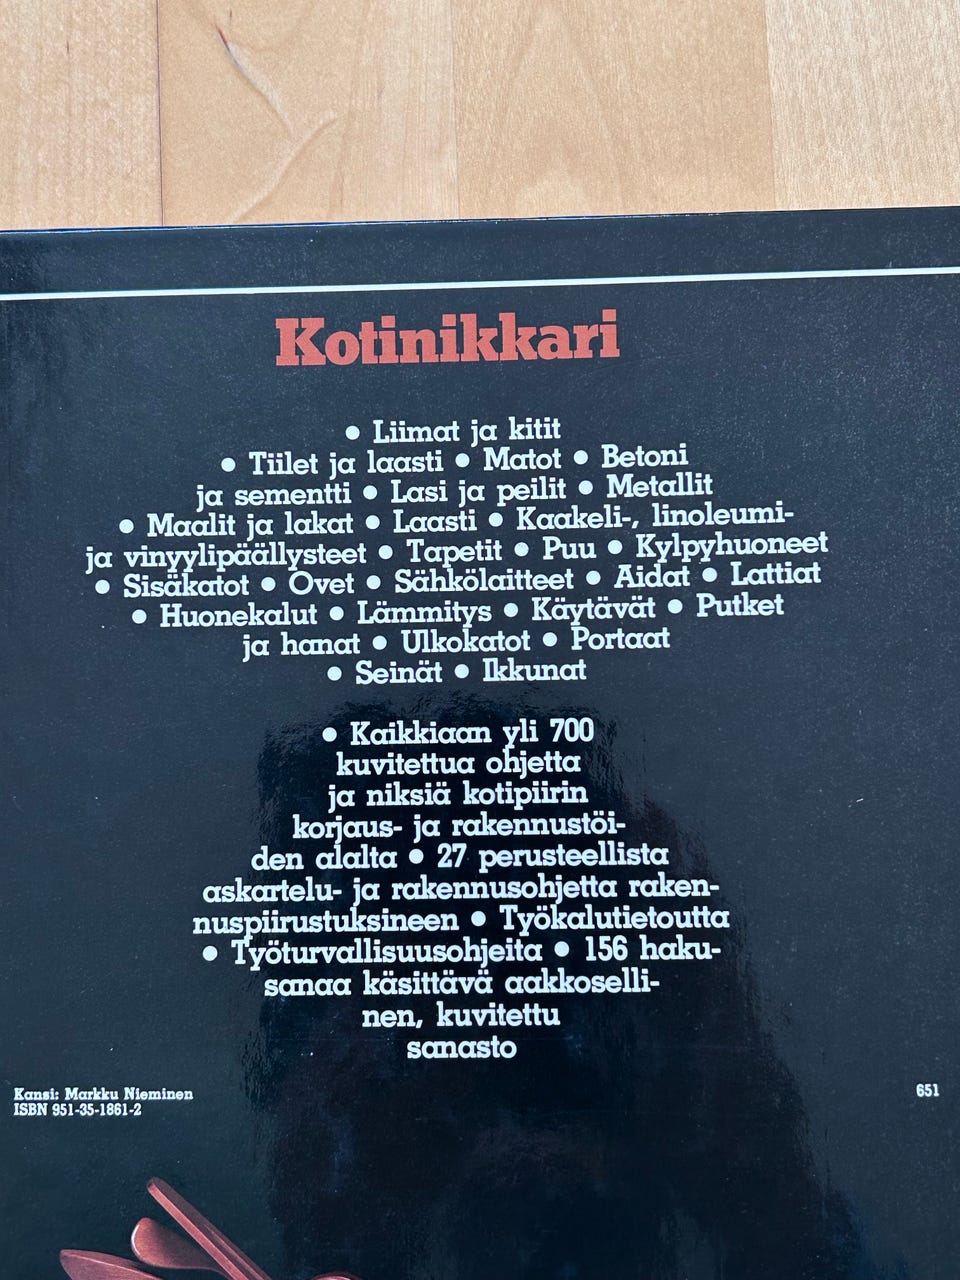 Kotinikkari
• Liimat ja kitit
• Tiilet ja laasti • Matot • Betoni
ja sementti • Lasi ja peilit • Metallit
• Maalit ja lakat • Laasti • Kaakeli-, linoleumi-
ja vinyylipäällysteet • Tapetit • Puu • Kylpyhuoneet
• Sisäkatot • Ovet • Sähkölaitteet • Aidat • Lattiat
• Huonekalut • Lämmitys • Käytävät • Putket
ja hanat • Ulkokatot • Portaat
• Seinät • Ikkunat
• Kaikkiaan yli 700
kuvitettua ohjetta
ja niksiä kotipiirin
korjaus- ja rakennustöi-
den alalta • 27 perusteellista
askartelu- ja rakennusohjetta raken-
nuspiirustuksineen • Työkalutietoutta
• Työturvallisuusohjeita • 156 haku-
sanaa käsittävä aakkoselli-
nen, kuvitettu
sanasto
Kansi: Markku Nieminen
ISBN 951-35-1861-2
651